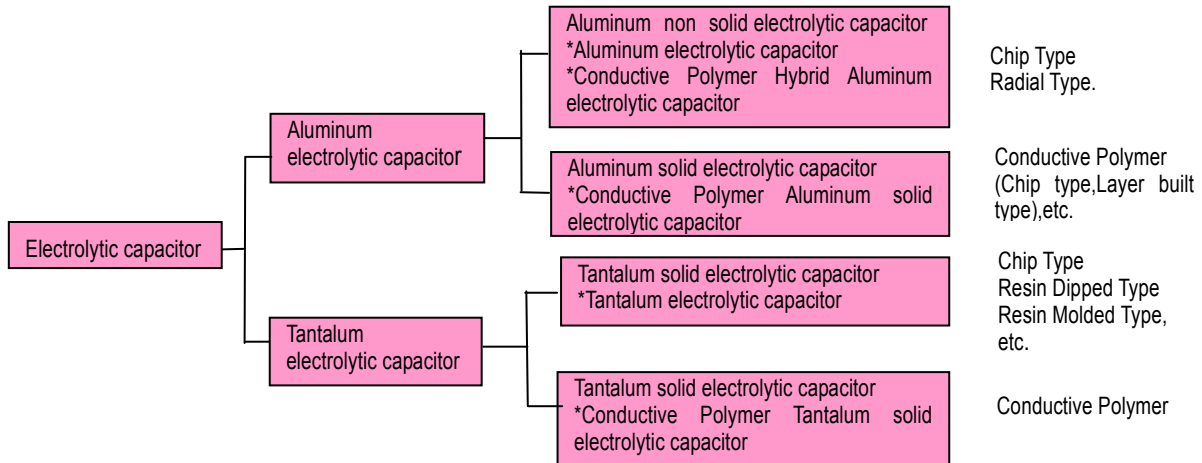 Aluminum non solid electrolytic capacitor
*Aluminum electrolytic capacitor
*Conductive Polymer Hybrid Aluminum
electrolytic capacitor
Chip Type
Radial Type.
Aluminum
electrolytic capacitor
Aluminum solid electrolytic capacitor
*Conductive Polymer Aluminum solid
electrolytic capacitor
Conductive Polymer
(Chip type,Layer built
type),etc.
Electrolytic capacitor
Tantalum solid electrolytic capacitor
*Tantalum electrolytic capacitor
Chip Type
Resin Dipped Type
Resin Molded Type,
etc.
Tantalum
electrolytic capacitor
Tantalum solid electrolytic capacitor
*Conductive Polymer Tantalum solid
electrolytic capacitor
Conductive Polymer